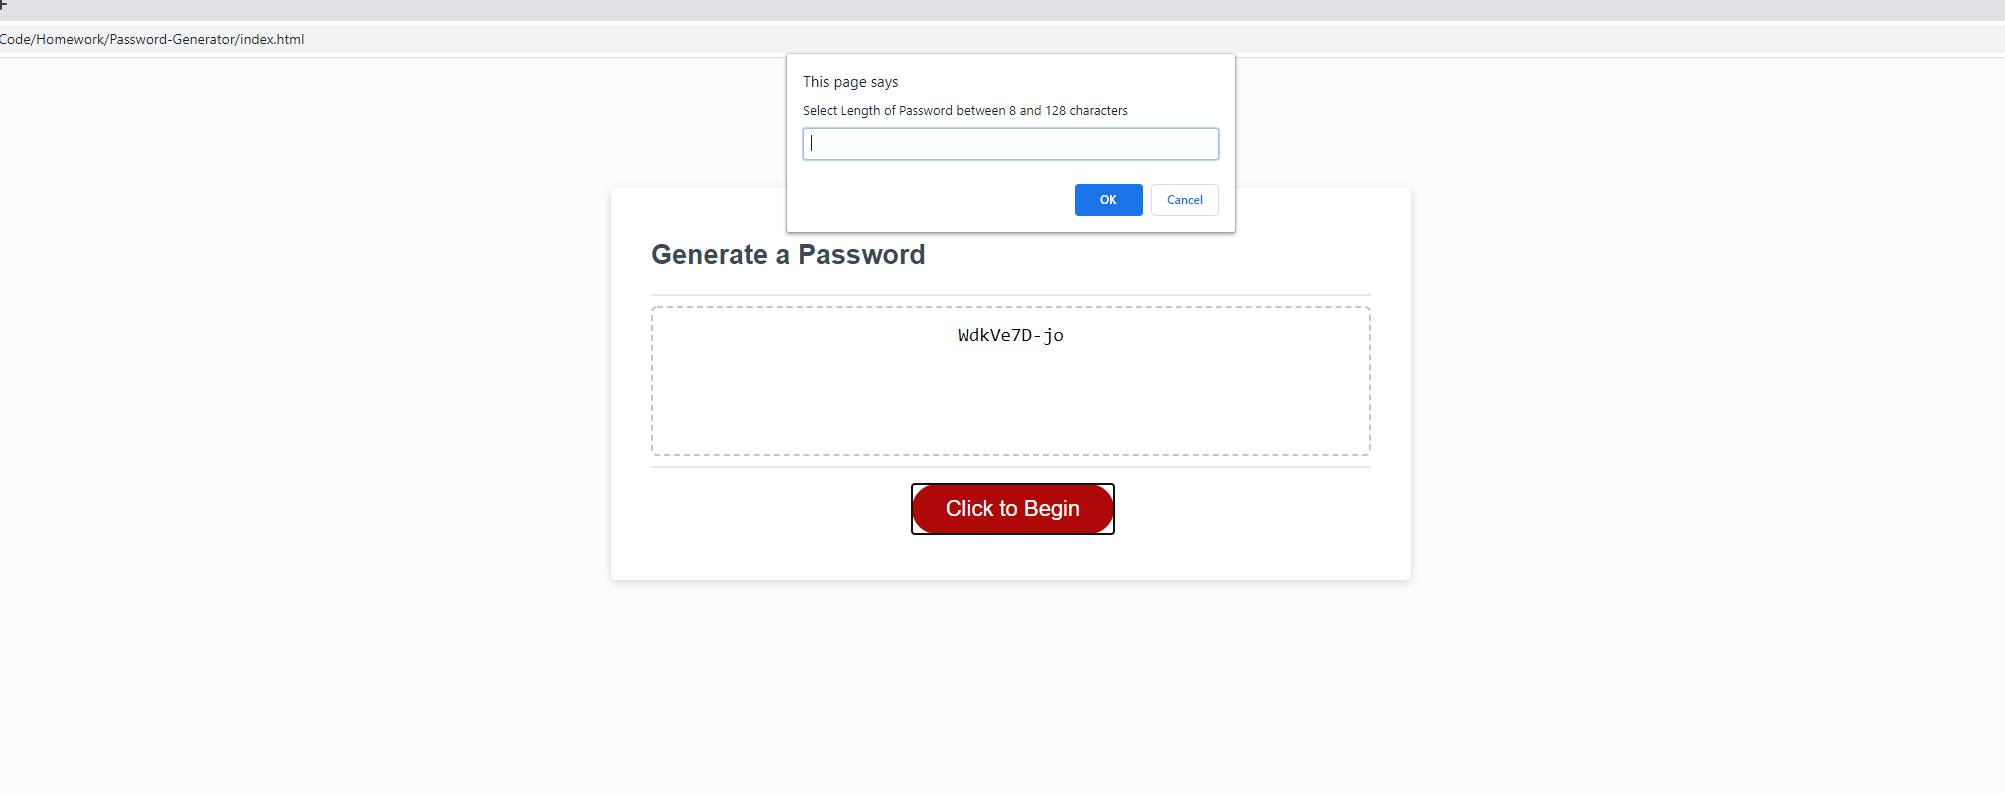 Code/Homework/Password-Generator/index.html
This page says
Select Length of Password between 8 and 128 characters
OK Cancel
Generate a Password
WdkVe7D-jo
Click to Begin